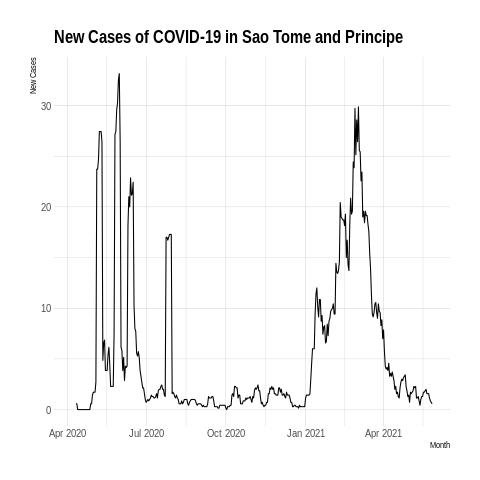 New Cases of COVID-19 in Sao Tome and Principe
New Cases
30
20
10
0
Apr 2020 Jul 2020 Oct 2020 Jan 2021 Apr 2021
Month